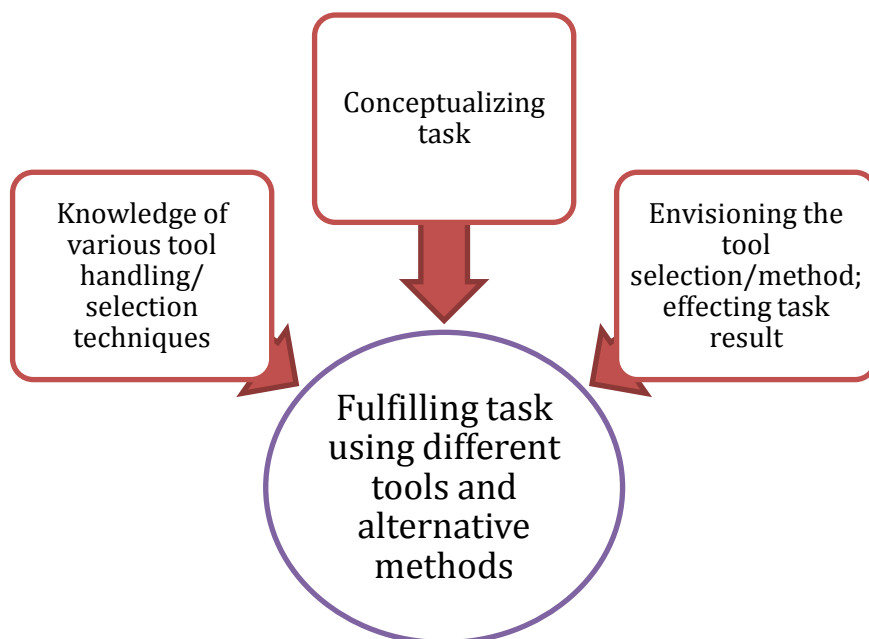 Conceptualizing
task
Knowledge of
various tool
handling/
selection
techniques
Envisioning the
tool
selection/method;
effecting task
result
Fulfilling task
using different
tools and
alternative
methods